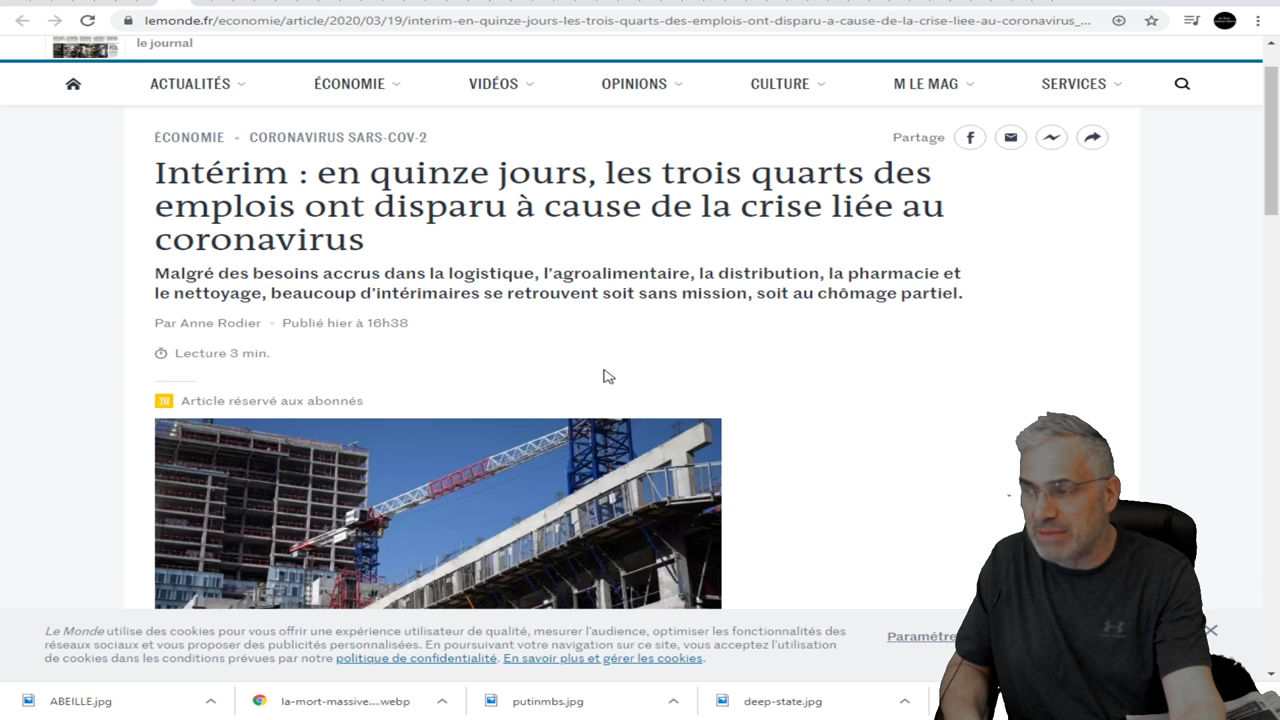 lemonde.fr/economie/article/2020/03/19/interim-en-quinze-jours-les-trois-quarts-des-emplois-ont-disparu-a-cause-de-la-crise-liee-au-coronavirus_...
le journal
ACTUALITÉS ÉCONOMIE VIDÉOS OPINIONS CULTURE M LE MAG SERVICES
ÉCONOMIE • CORONAVIRUS SARS-COV-2
Partage
Intérim : en quinze jours, les trois quarts des
emplois ont disparu à cause de la crise liée au
coronavirus
Malgré des besoins accrus dans la logistique, l'agroalimentaire, la distribution, la pharmacie et
le nettoyage, beaucoup d'intérimaires se retrouvent soit sans mission, soit au chômage partiel.
Par Anne Rodier - Publié hier à 16h38
Lecture 3 min.
Article réservé aux abonnés
Le Monde utilise des cookies pour vous offrir une expérience utilisateur de qualité, mesurer l'audience, optimiser les fonctionnalités des
réseaux sociaux et vous proposer des publicités personnalisées. En poursuivant votre navigation sur ce site, vous acceptez l'utilisation
de cookies dans les conditions prévues par notre politique de confidentialité. En savoir plus et gérer les cookies.
Paramétre
ABEILLE.jpg la-mort-massive....webp putinmbs.jpg deep-state.jpg